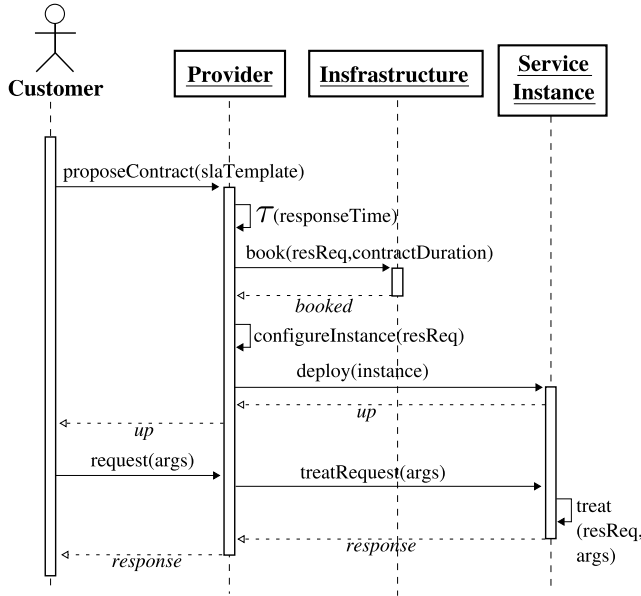 Customer
Provider
Insfrastructure
Service
Instance
proposeContract(slaTemplate)
τ(responseTime)
book(resReq,contractDuration)
booked
configureInstance(resReq)
deploy(instance)
up
up
request(args)
treatRequest(args)
treat
(resReq,
args)
response
response